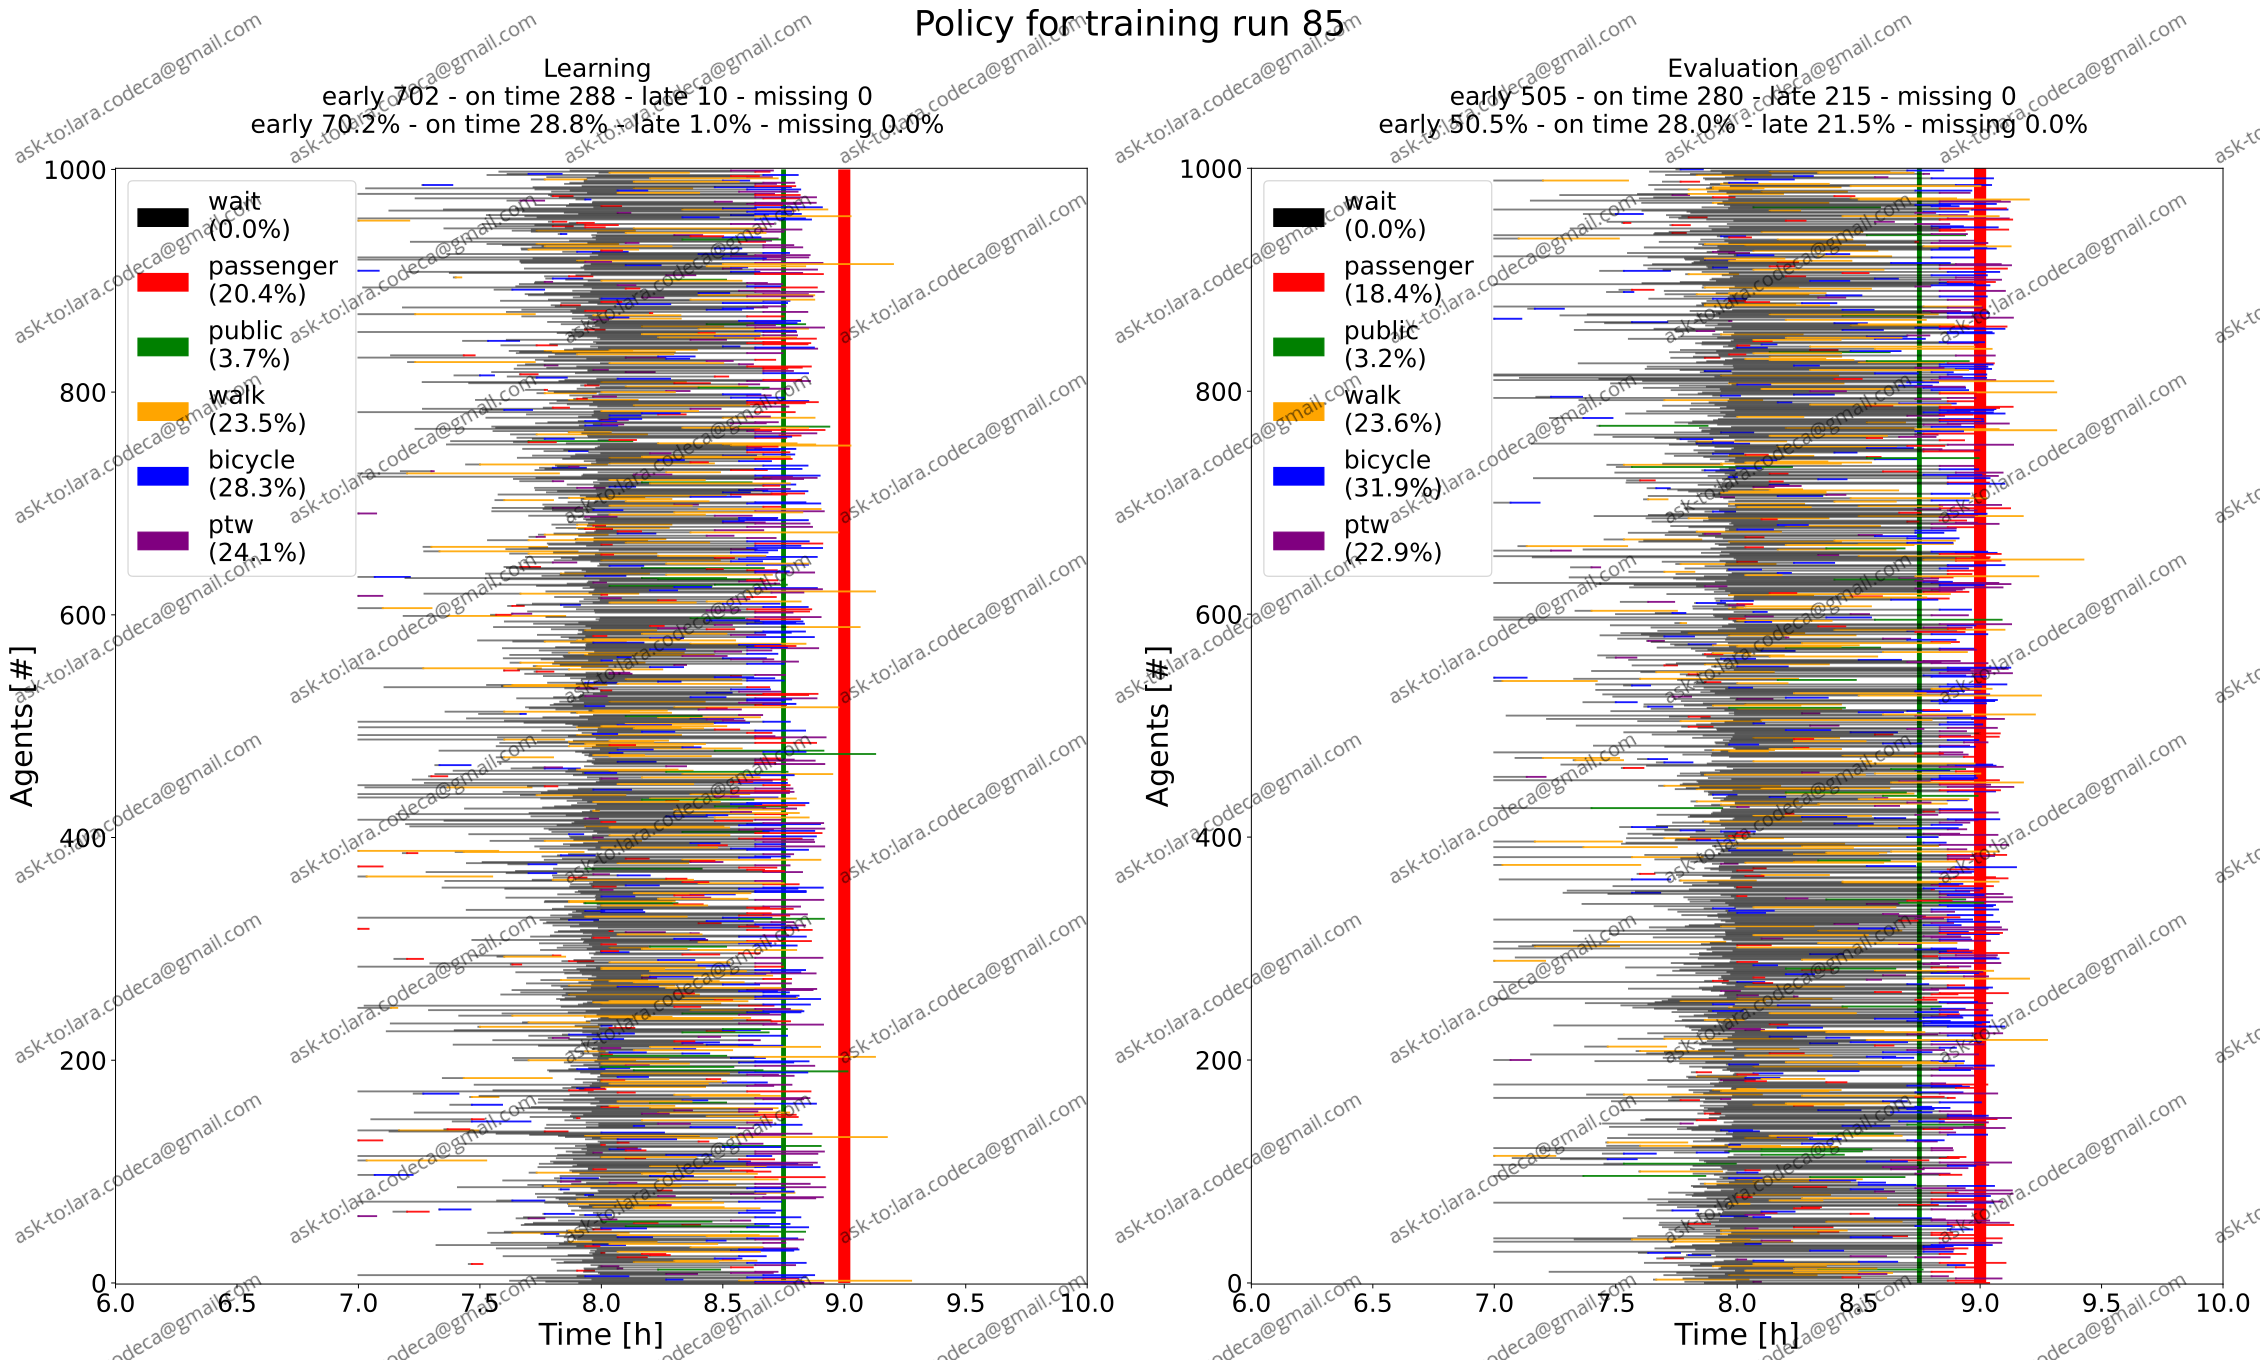 Policy for training run 85
Learning
early 702 - on time 288 - late 10 - missing 0
early 70.2% - on time 28.8% - late 1.0% - missing 0.0%
Agents [#]
1000
800
600
400
200
0
wait
(0.0%)
passenger
(20.4%)
public
(3.7%)
walk
(23.5%)
bicycle
(28.3%)
ptw
(24.1%)
6.0 6.5 7.0 7.5 8.0 8.5 9.0 9.5 10.0
Time [h]
Evaluation
early 505 - on time 280 - late 215 - missing 0
early 50.5% - on time 28.0% - late 21.5% - missing 0.0%
Agents [#]
1000
800
600
400
200
0
wait
(0.0%)
passenger
(18.4%)
public
(3.2%)
walk
(23.6%)
bicycle
(31.9%)
ptw
(22.9%)
6.0 6.5 7.0 7.5 8.0 8.5 9.0 9.5 10.0
Time [h]
ask-to:lara.codeca@gmail.com